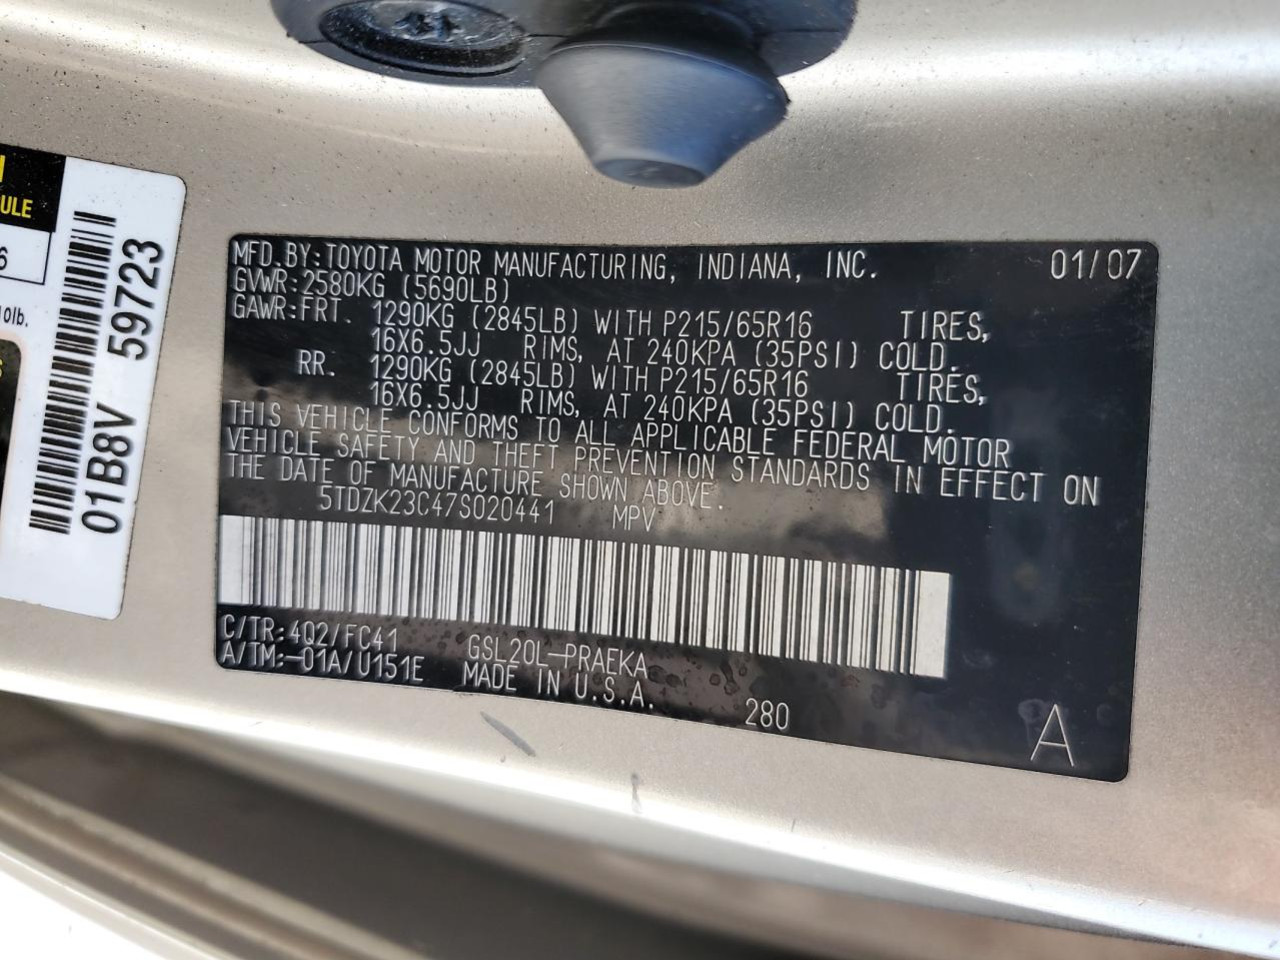 ULE
6
10lb.
01B8V 59723
MFD.BY:TOYOTA MOTOR MANUFACTURING, INDIANA, INC. 01/07
GVWR:2580KG (5690LB)
GAWR:FRT. 1290KG (2845LB) WITH P215/65R16 TIRES,
16X6.5JJ RIMS, AT 240KPA (35PSI) COLD.
RR. 1290KG (2845LB) WITH P215/65R16 TIRES,
16X6.5JJ RIMS, AT 240KPA (35PSI) COLD.
THIS VEHICLE CONFORMS TO ALL APPLICABLE FEDERAL MOTOR
VEHICLE SAFETY AND THEFT PREVENTION STANDARDS IN EFFECT ON
THE DATE OF MANUFACTURE SHOWN ABOVE.
5TDZK23C47S020441 MPV
C/TR:4Q2/FC41 GSL20L-PRAEKA
A/TM:-01A/U151E MADE IN U.S.A.
280
A